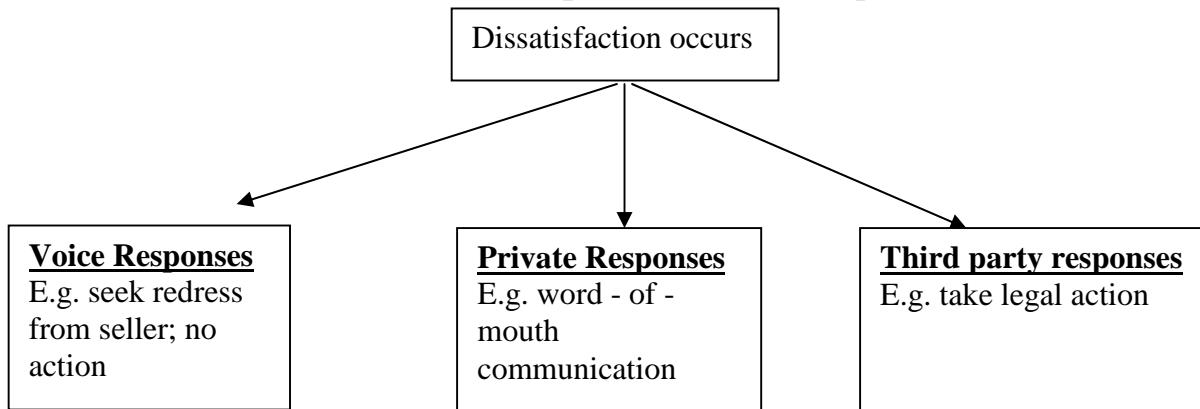 Dissatisfaction occurs
Voice Responses
E.g. seek redress
from seller; no
action
Private Responses
E.g. word - of -
mouth
communication
Third party responses
E.g. take legal action